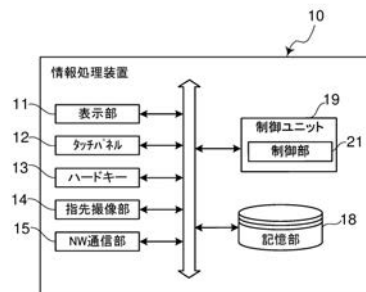 10
情報処理装置
11
表示部
12
タッチパネル
13
ハードキー
14
指先撮像部
15
NW通信部
19
制御ユニット
制御部
21
記憶部
18